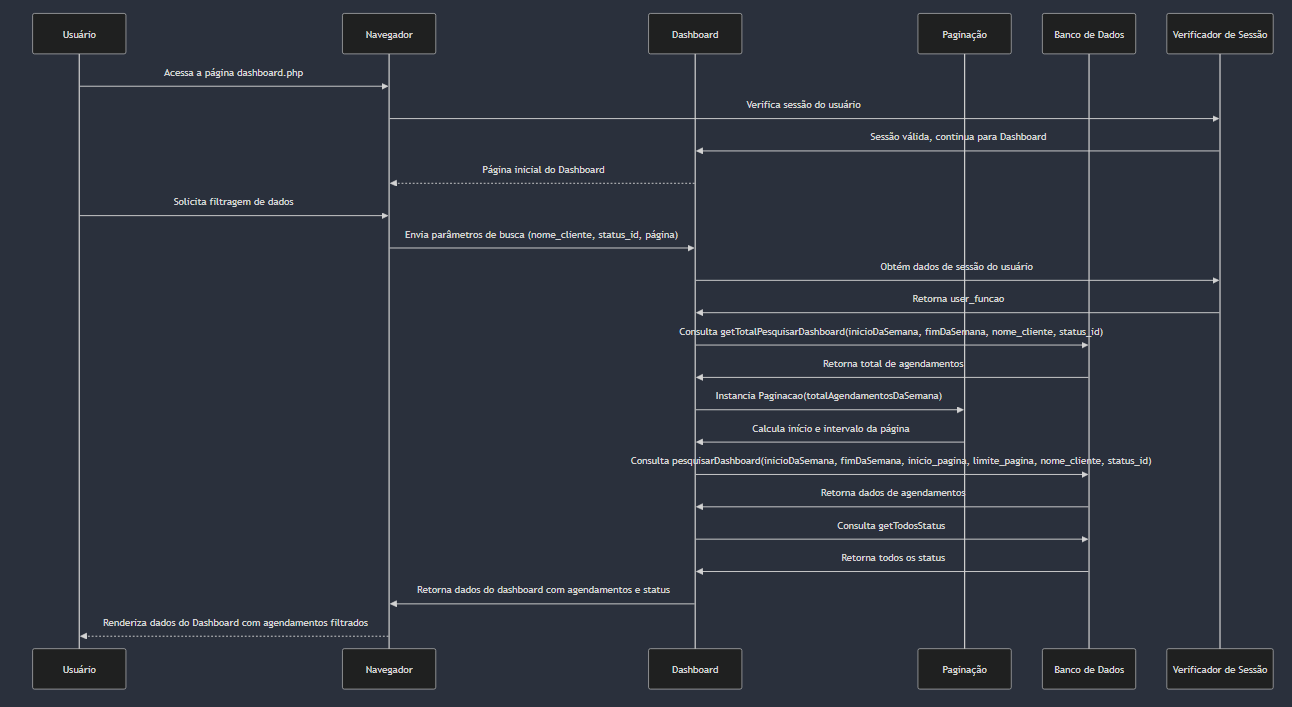 Usuário
Navegador
Dashboard
Paginação
Banco de Dados
Verificador de Sessão
Acessa a página dashboard.php
Verifica sessão do usuário
Sessão válida, continua para Dashboard
Página inicial do Dashboard
Solicita filtragem de dados
Envia parâmetros de busca (nome_cliente, status_id, página)
Obtém dados de sessão do usuário
Retorna user_funcao
Consulta getTotalPesquisarDashboard(inicioDaSemana, fimDaSemana, nome_cliente, status_id)
Retorna total de agendamentos
Instancia Paginacao(totalAgendamentosDaSemana)
Calcula início e intervalo da página
Consulta pesquisarDashboard(inicioDaSemana, fimDaSemana, inicio_pagina, limite_pagina, nome_cliente, status_id)
Retorna dados de agendamentos
Consulta getTodosStatus
Retorna todos os status
Retorna dados do dashboard com agendamentos e status
Renderiza dados do Dashboard com agendamentos filtrados
Usuário
Navegador
Dashboard
Paginação
Banco de Dados
Verificador de Sessão